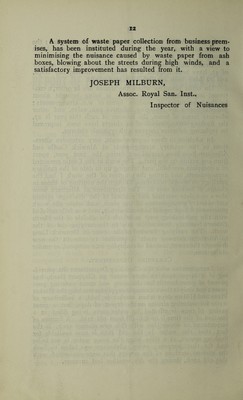 22
A system of waste paper collection from business prem-
ises, has been instituted during the year, with a view to
minimising the nuisance caused by waste paper from ash
boxes, blowing about the streets during high winds, and a
satisfactory improvement has resulted from it.
JOSEPH MILBURN,
Assoc. Royal San. Inst.,
Inspector of Nuisances